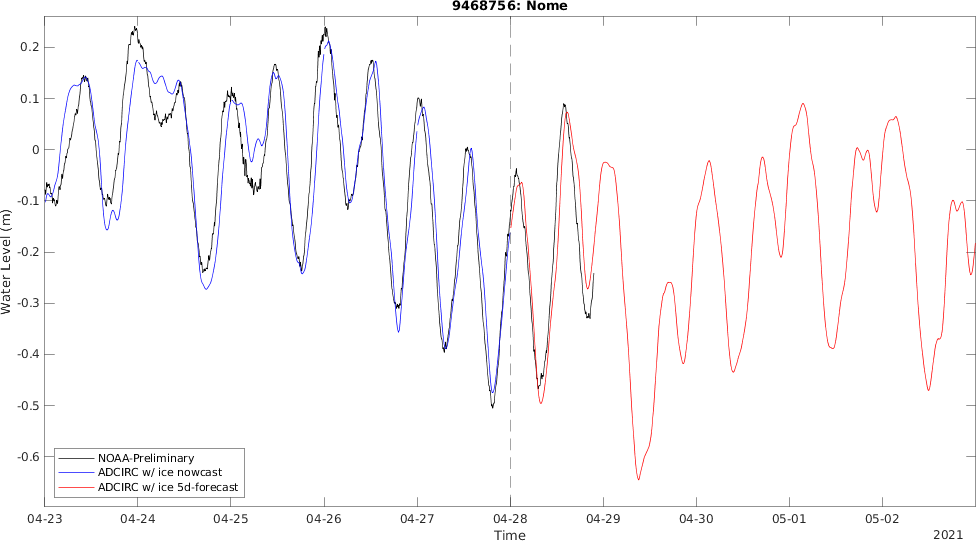 9468756: Nome
0.2
0.1
0
-0.1
-0.2
-0.3
-0.4
-0.5
-0.6
Water Level (m)
NOAA-Preliminary
ADCIRC w/ ice nowcast
ADCIRC w/ ice 5d-forecast
04-23 04-24 04-25 04-26 04-27 04-28 04-29 04-30 05-01 05-02
Time
2021